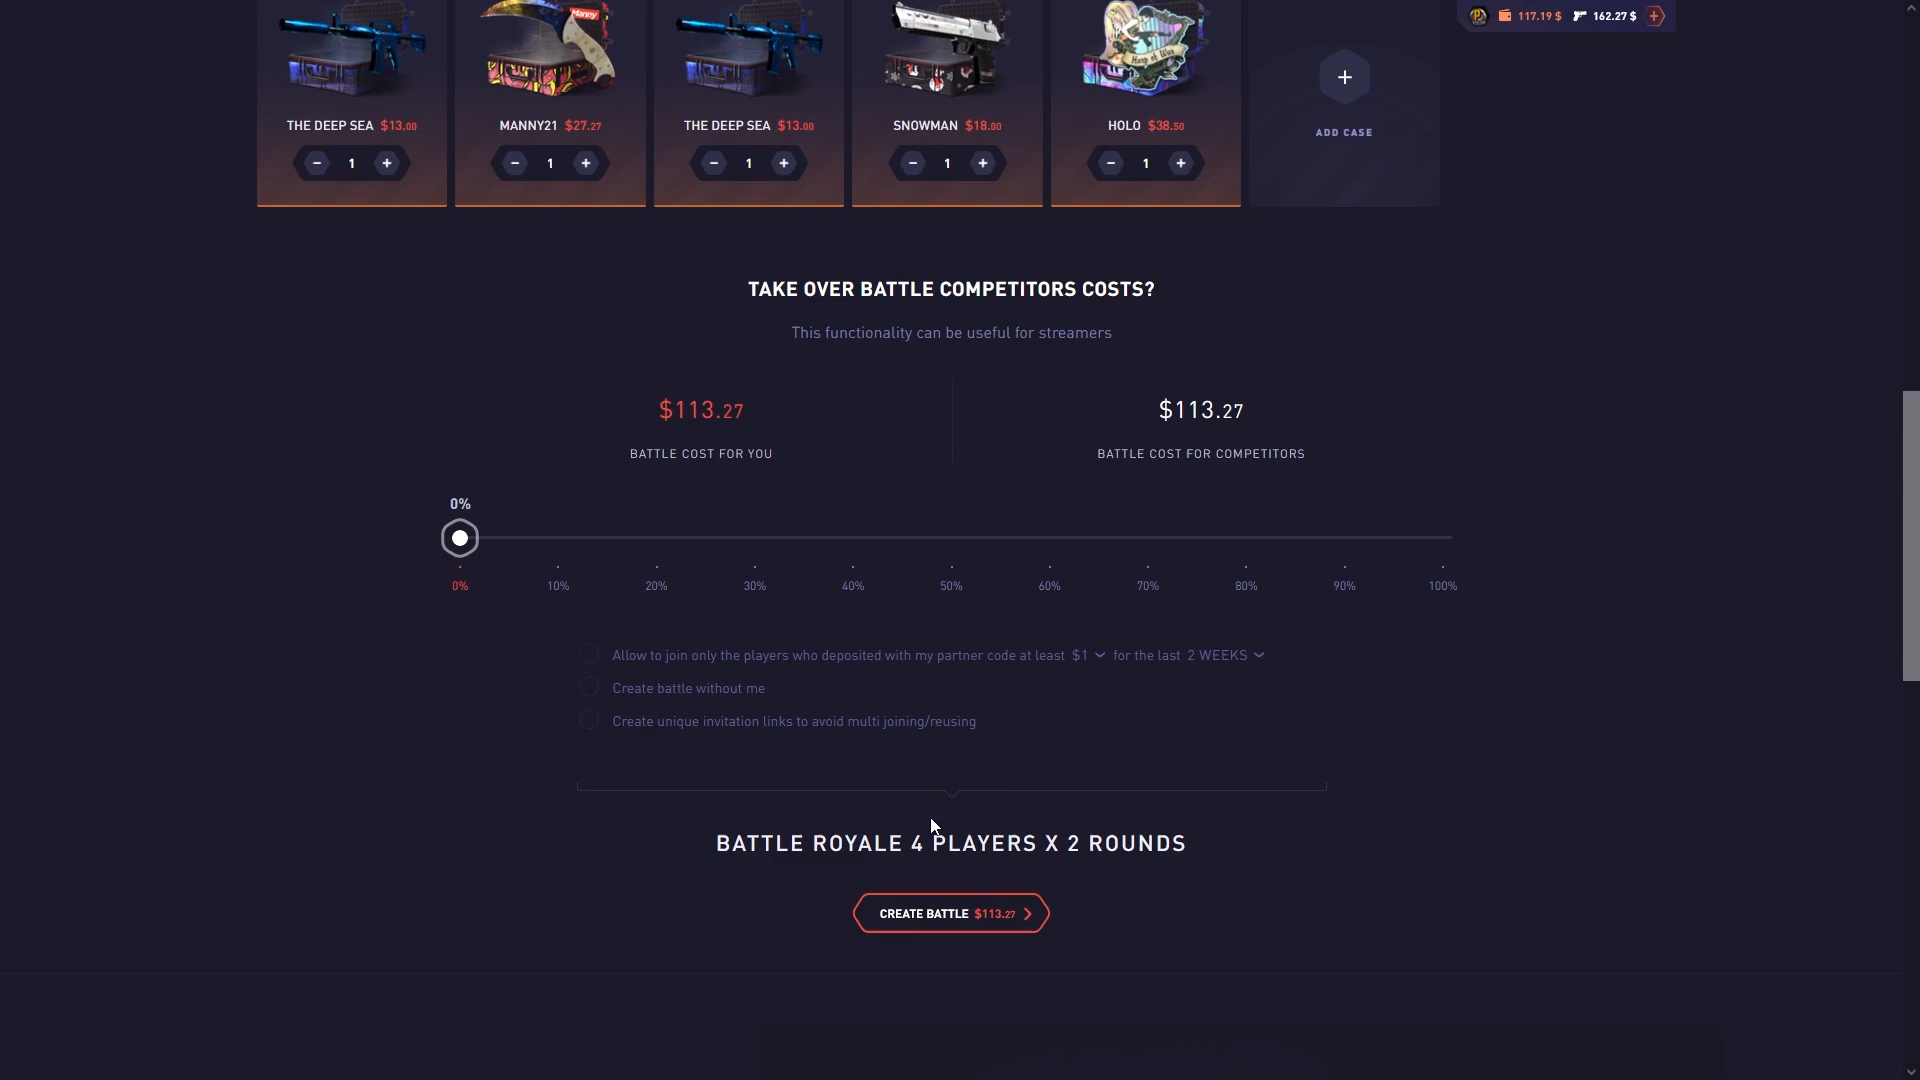 117.19 $ 162.27 $
Manny
Harp of War
THE DEEP SEA $13.00
MANNY21 $27.27
THE DEEP SEA $13.00
SNOWMAN $18.00
HOLO $38.50
ADD CASE
− 1 +
− 1 +
− 1 +
− 1 +
− 1 +
TAKE OVER BATTLE COMPETITORS COSTS?
This functionality can be useful for streamers
$113.27
BATTLE COST FOR YOU
$113.27
BATTLE COST FOR COMPETITORS
0%
0% 10% 20% 30% 40% 50% 60% 70% 80% 90% 100%
Allow to join only the players who deposited with my partner code at least $1 for the last 2 WEEKS
Create battle without me
Create unique invitation links to avoid multi joining/reusing
BATTLE ROYALE 4 PLAYERS X 2 ROUNDS
CREATE BATTLE $113.27